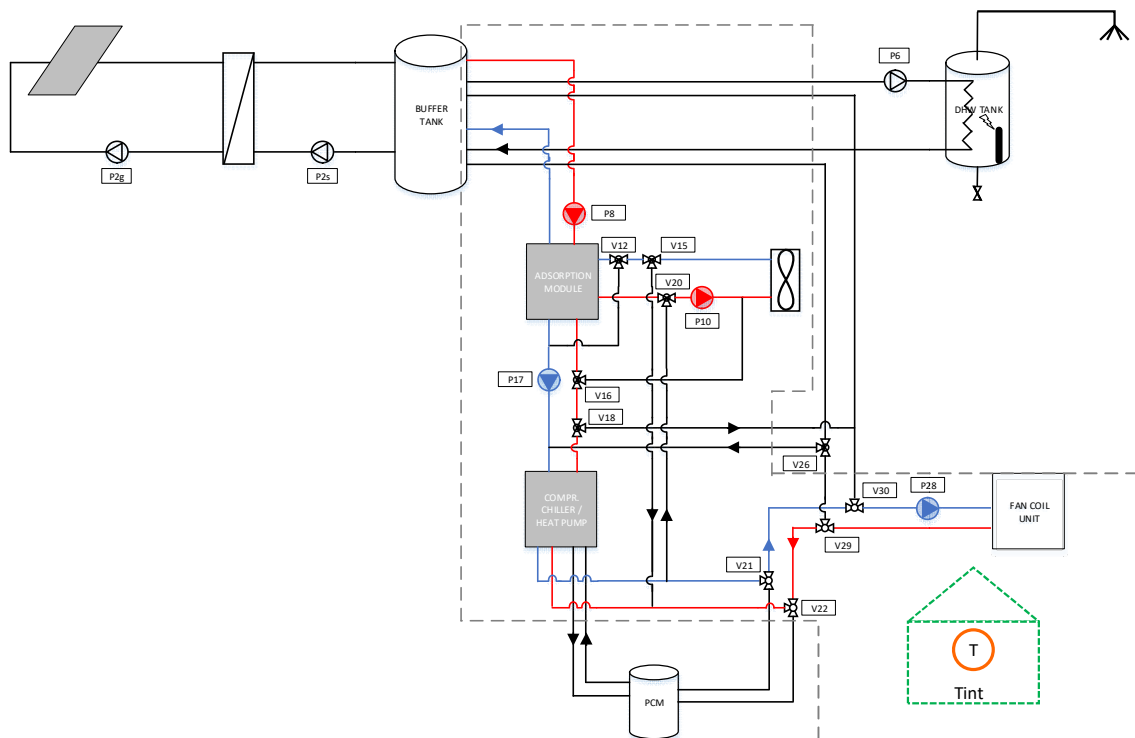 P6
BUFFER
TANK
DHW TANK
P2g
P2s
P8
V12
V15
ADSORPTION
MODULE
V20
P10
P17
V16
V18
V26
COMPR.
CHILLER /
HEAT PUMP
V30
P28
FAN COIL
UNIT
V29
V21
V22
T
Tint
PCM